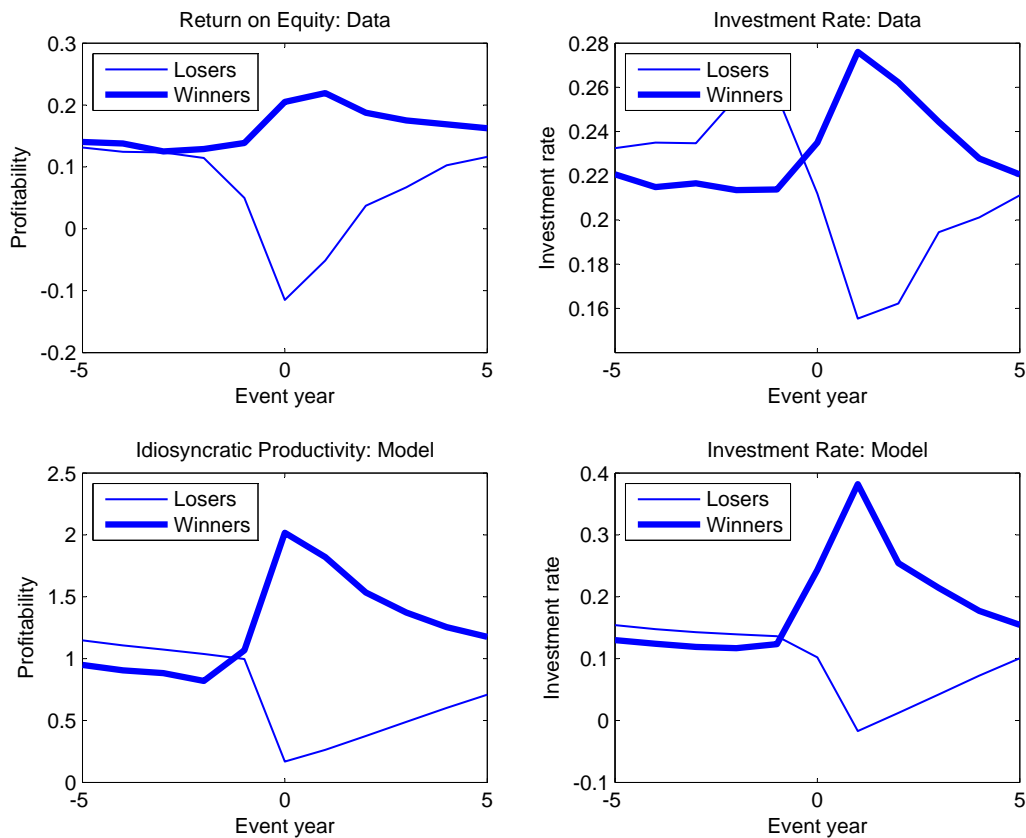 Return on Equity: Data
0.3
0.2
0.1
0
-0.1
-0.2
Profitability
Losers
Winners
-5
0
5
Event year
Investment Rate: Data
0.28
0.26
0.24
0.22
0.2
0.18
0.16
Investment rate
Losers
Winners
-5
0
5
Event year
Idiosyncratic Productivity: Model
2.5
2
1.5
1
0.5
0
Profitability
Losers
Winners
-5
0
5
Event year
Investment Rate: Model
0.4
0.3
0.2
0.1
0
-0.1
Investment rate
Losers
Winners
-5
0
5
Event year